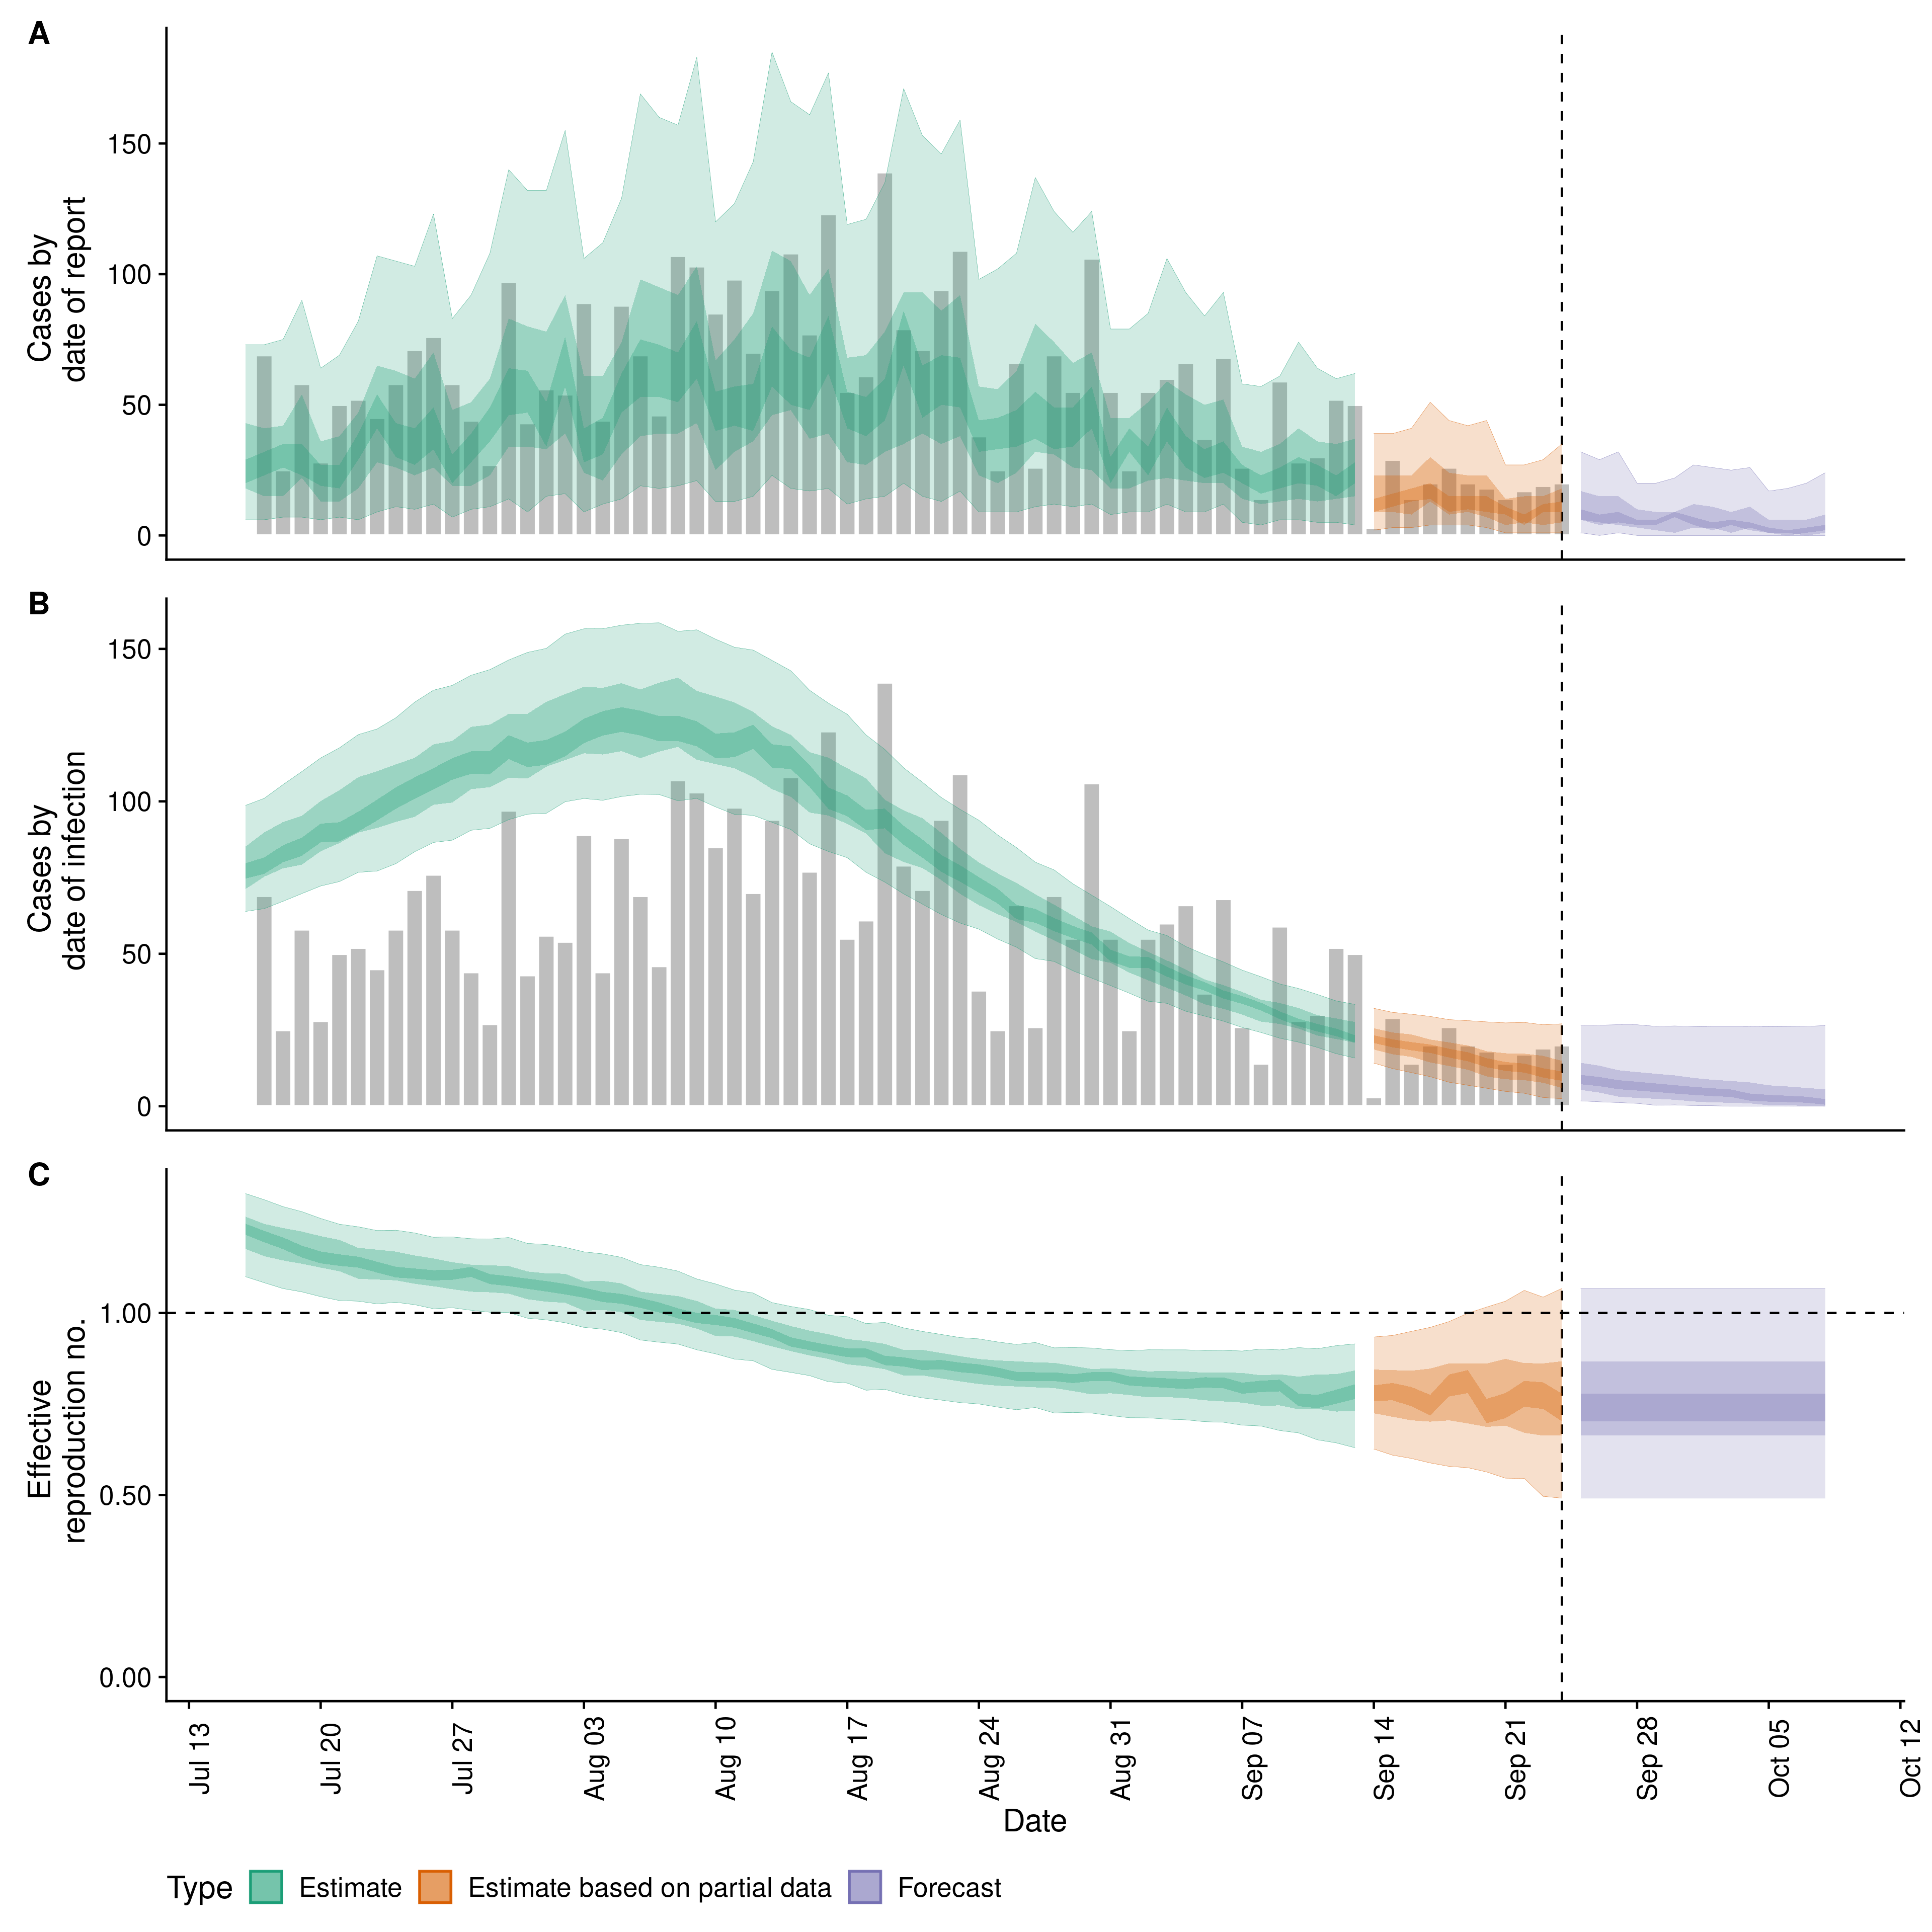 A
Cases by
date of report
150
100
50
0
B
Cases by
date of infection
150
100
50
0
C
Effective
reproduction no.
1.00
0.50
0.00
Jul 13
Jul 20
Jul 27
Aug 03
Aug 10
Aug 17
Aug 24
Aug 31
Sep 07
Sep 14
Sep 21
Sep 28
Oct 05
Oct 12
Date
Type Estimate Estimate based on partial data Forecast